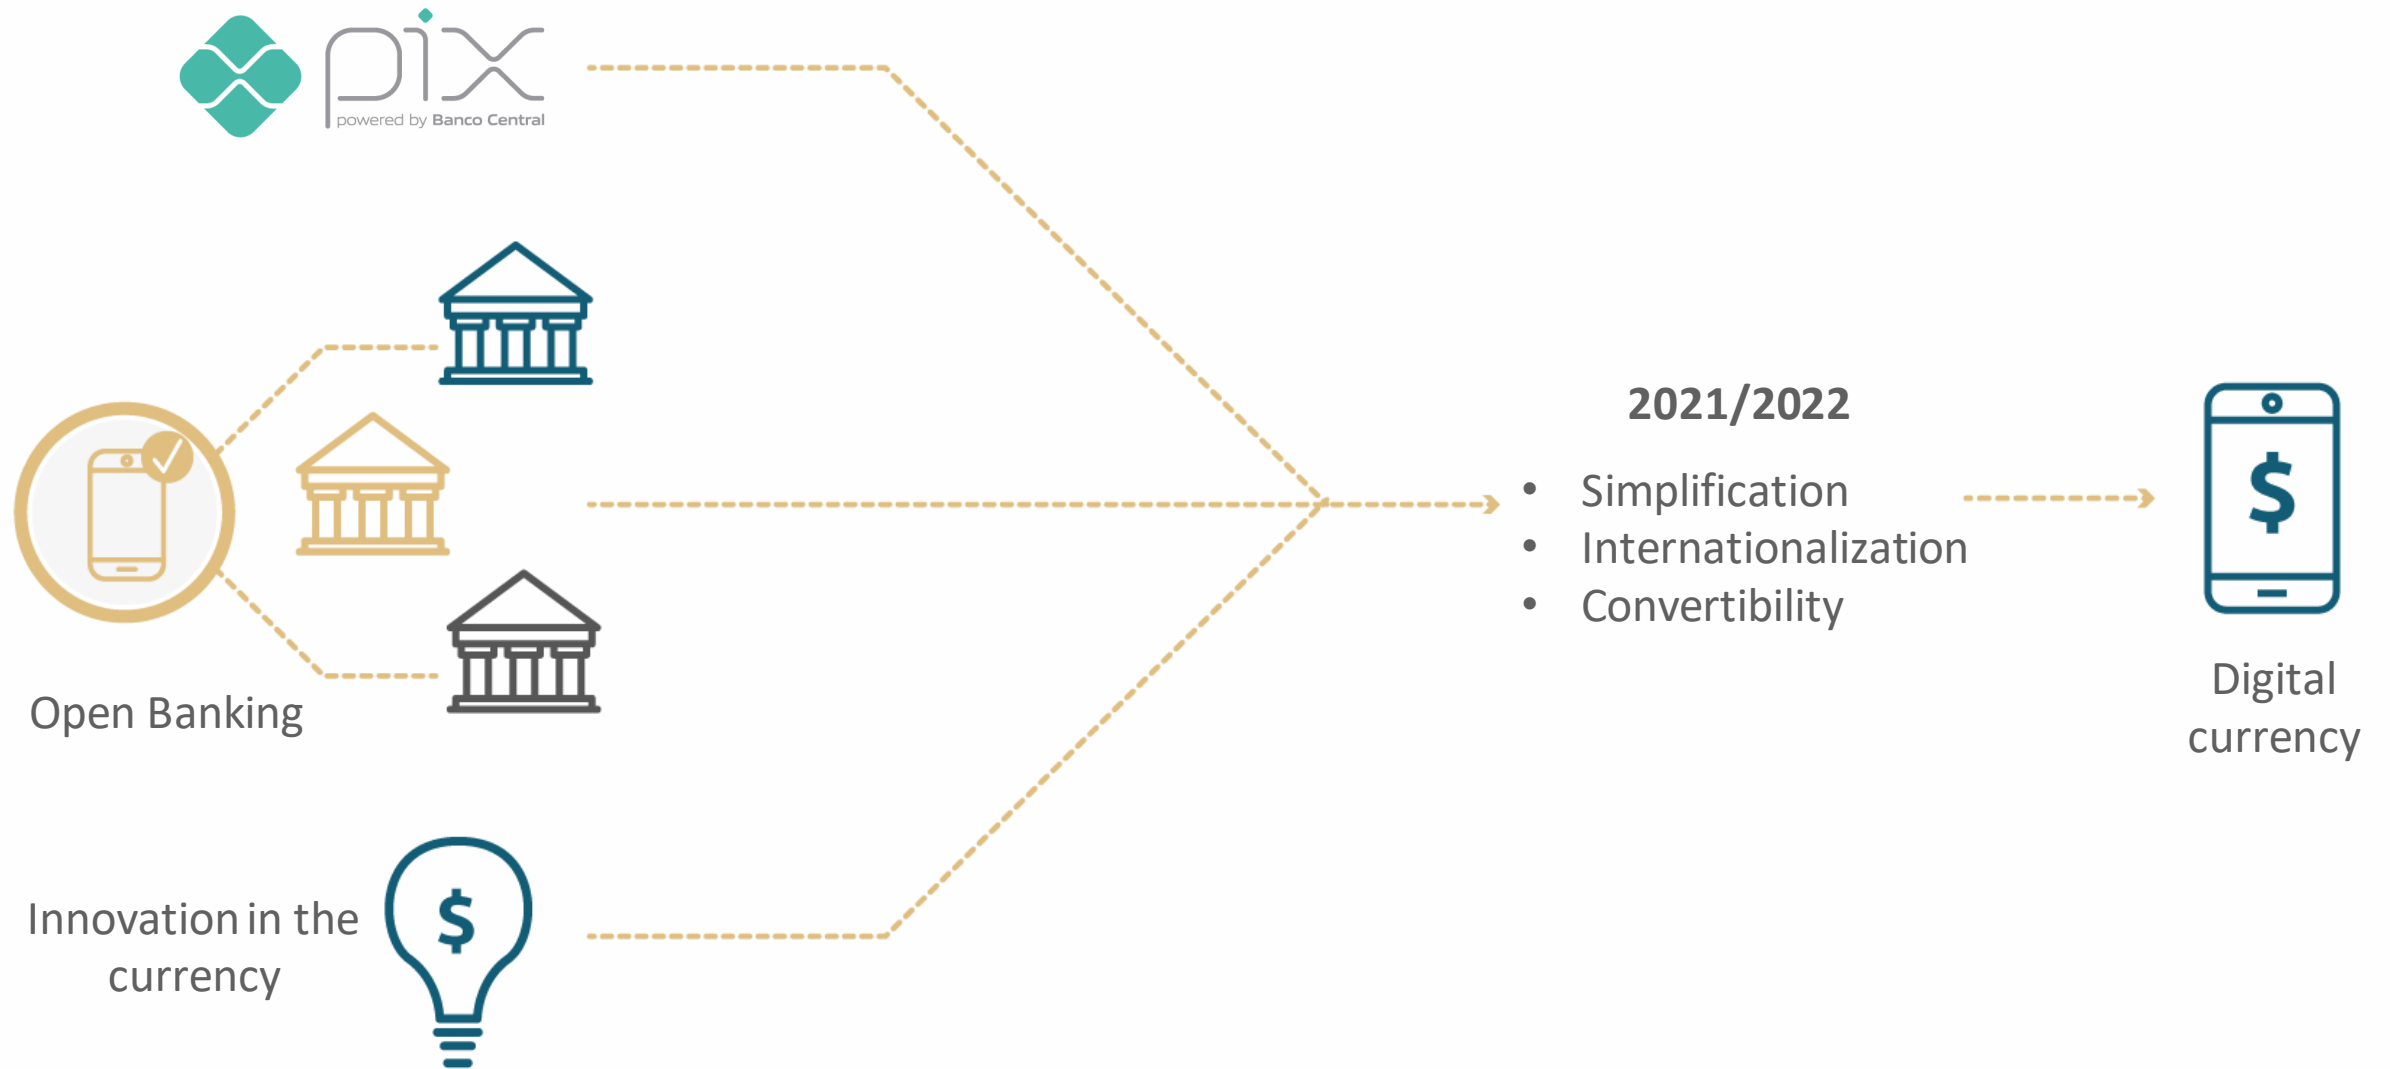 pix
powered by Banco Central
Open Banking
Innovation in the
currency
$
2021/2022
• Simplification
• Internationalization
• Convertibility
$
Digital
currency